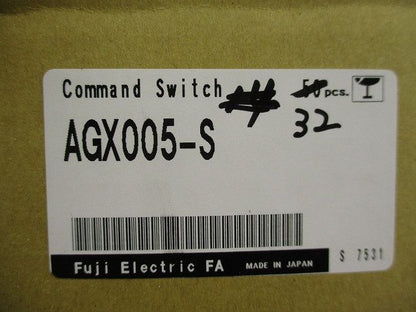 Command Switch 50 pcs.
32
AGX005-S
Fuji Electric FA MADE IN JAPAN
S 7531